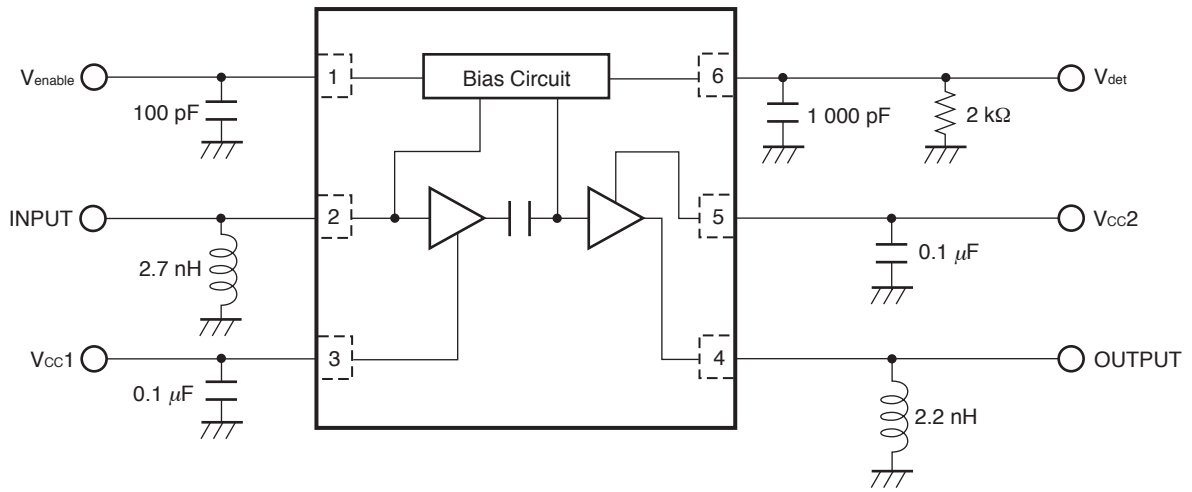 Venable
1
Bias Circuit
6
Vdet
100 pF
1 000 pF
2 kΩ
INPUT
2
5
VCC2
2.7 nH
0.1 μF
VCC1
3
4
OUTPUT
0.1 μF
2.2 nH